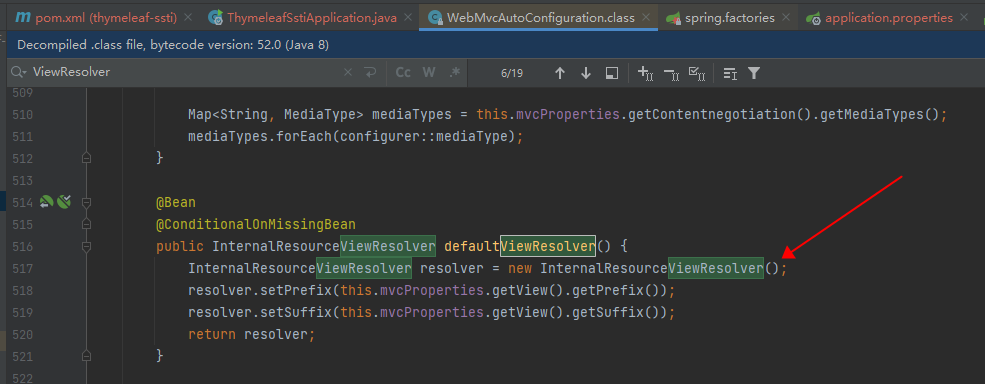 pom.xml (thymeleaf-ssti) ThymeleafSstiApplication.java WebMvcAutoConfiguration.class spring.factories application.properties
Decompiled .class file, bytecode version: 52.0 (Java 8)
ViewResolver Cc W .* 6/19
509
510 Map<String, MediaType> mediaTypes = this.mvcProperties.getContentnegotiation().getMediaTypes();
511 mediaTypes.forEach(configurer::mediaType);
512 }
513
514 @Bean
515 @ConditionalOnMissingBean
516 public InternalResourceViewResolver defaultViewResolver() {
517 InternalResourceViewResolver resolver = new InternalResourceViewResolver();
518 resolver.setPrefix(this.mvcProperties.getView().getPrefix());
519 resolver.setSuffix(this.mvcProperties.getView().getSuffix());
520 return resolver;
521 }
522